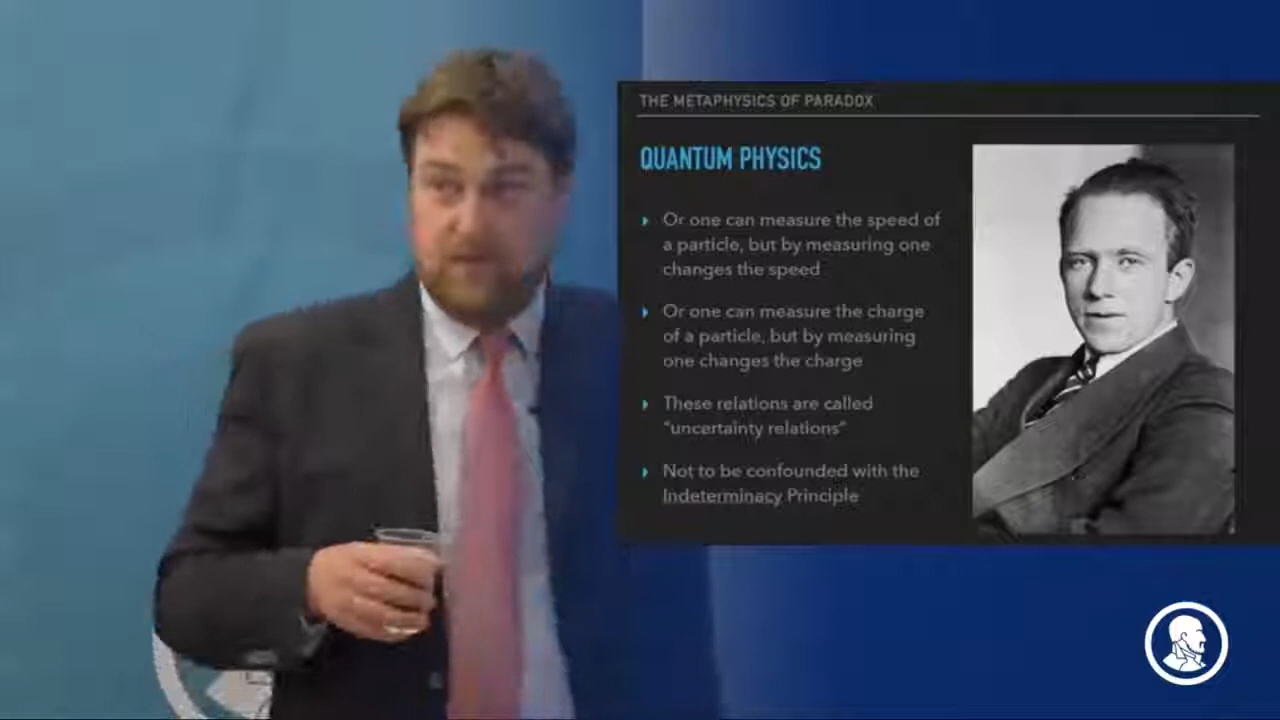 THE METAPHYSICS OF PARADOX
QUANTUM PHYSICS
Or one can measure the speed of
a particle, but by measuring one
changes the speed
Or one can measure the charge
of a particle, but by measuring
one changes the charge
These relations are called
"uncertainty relations"
Not to be confounded with the
Indeterminacy Principle